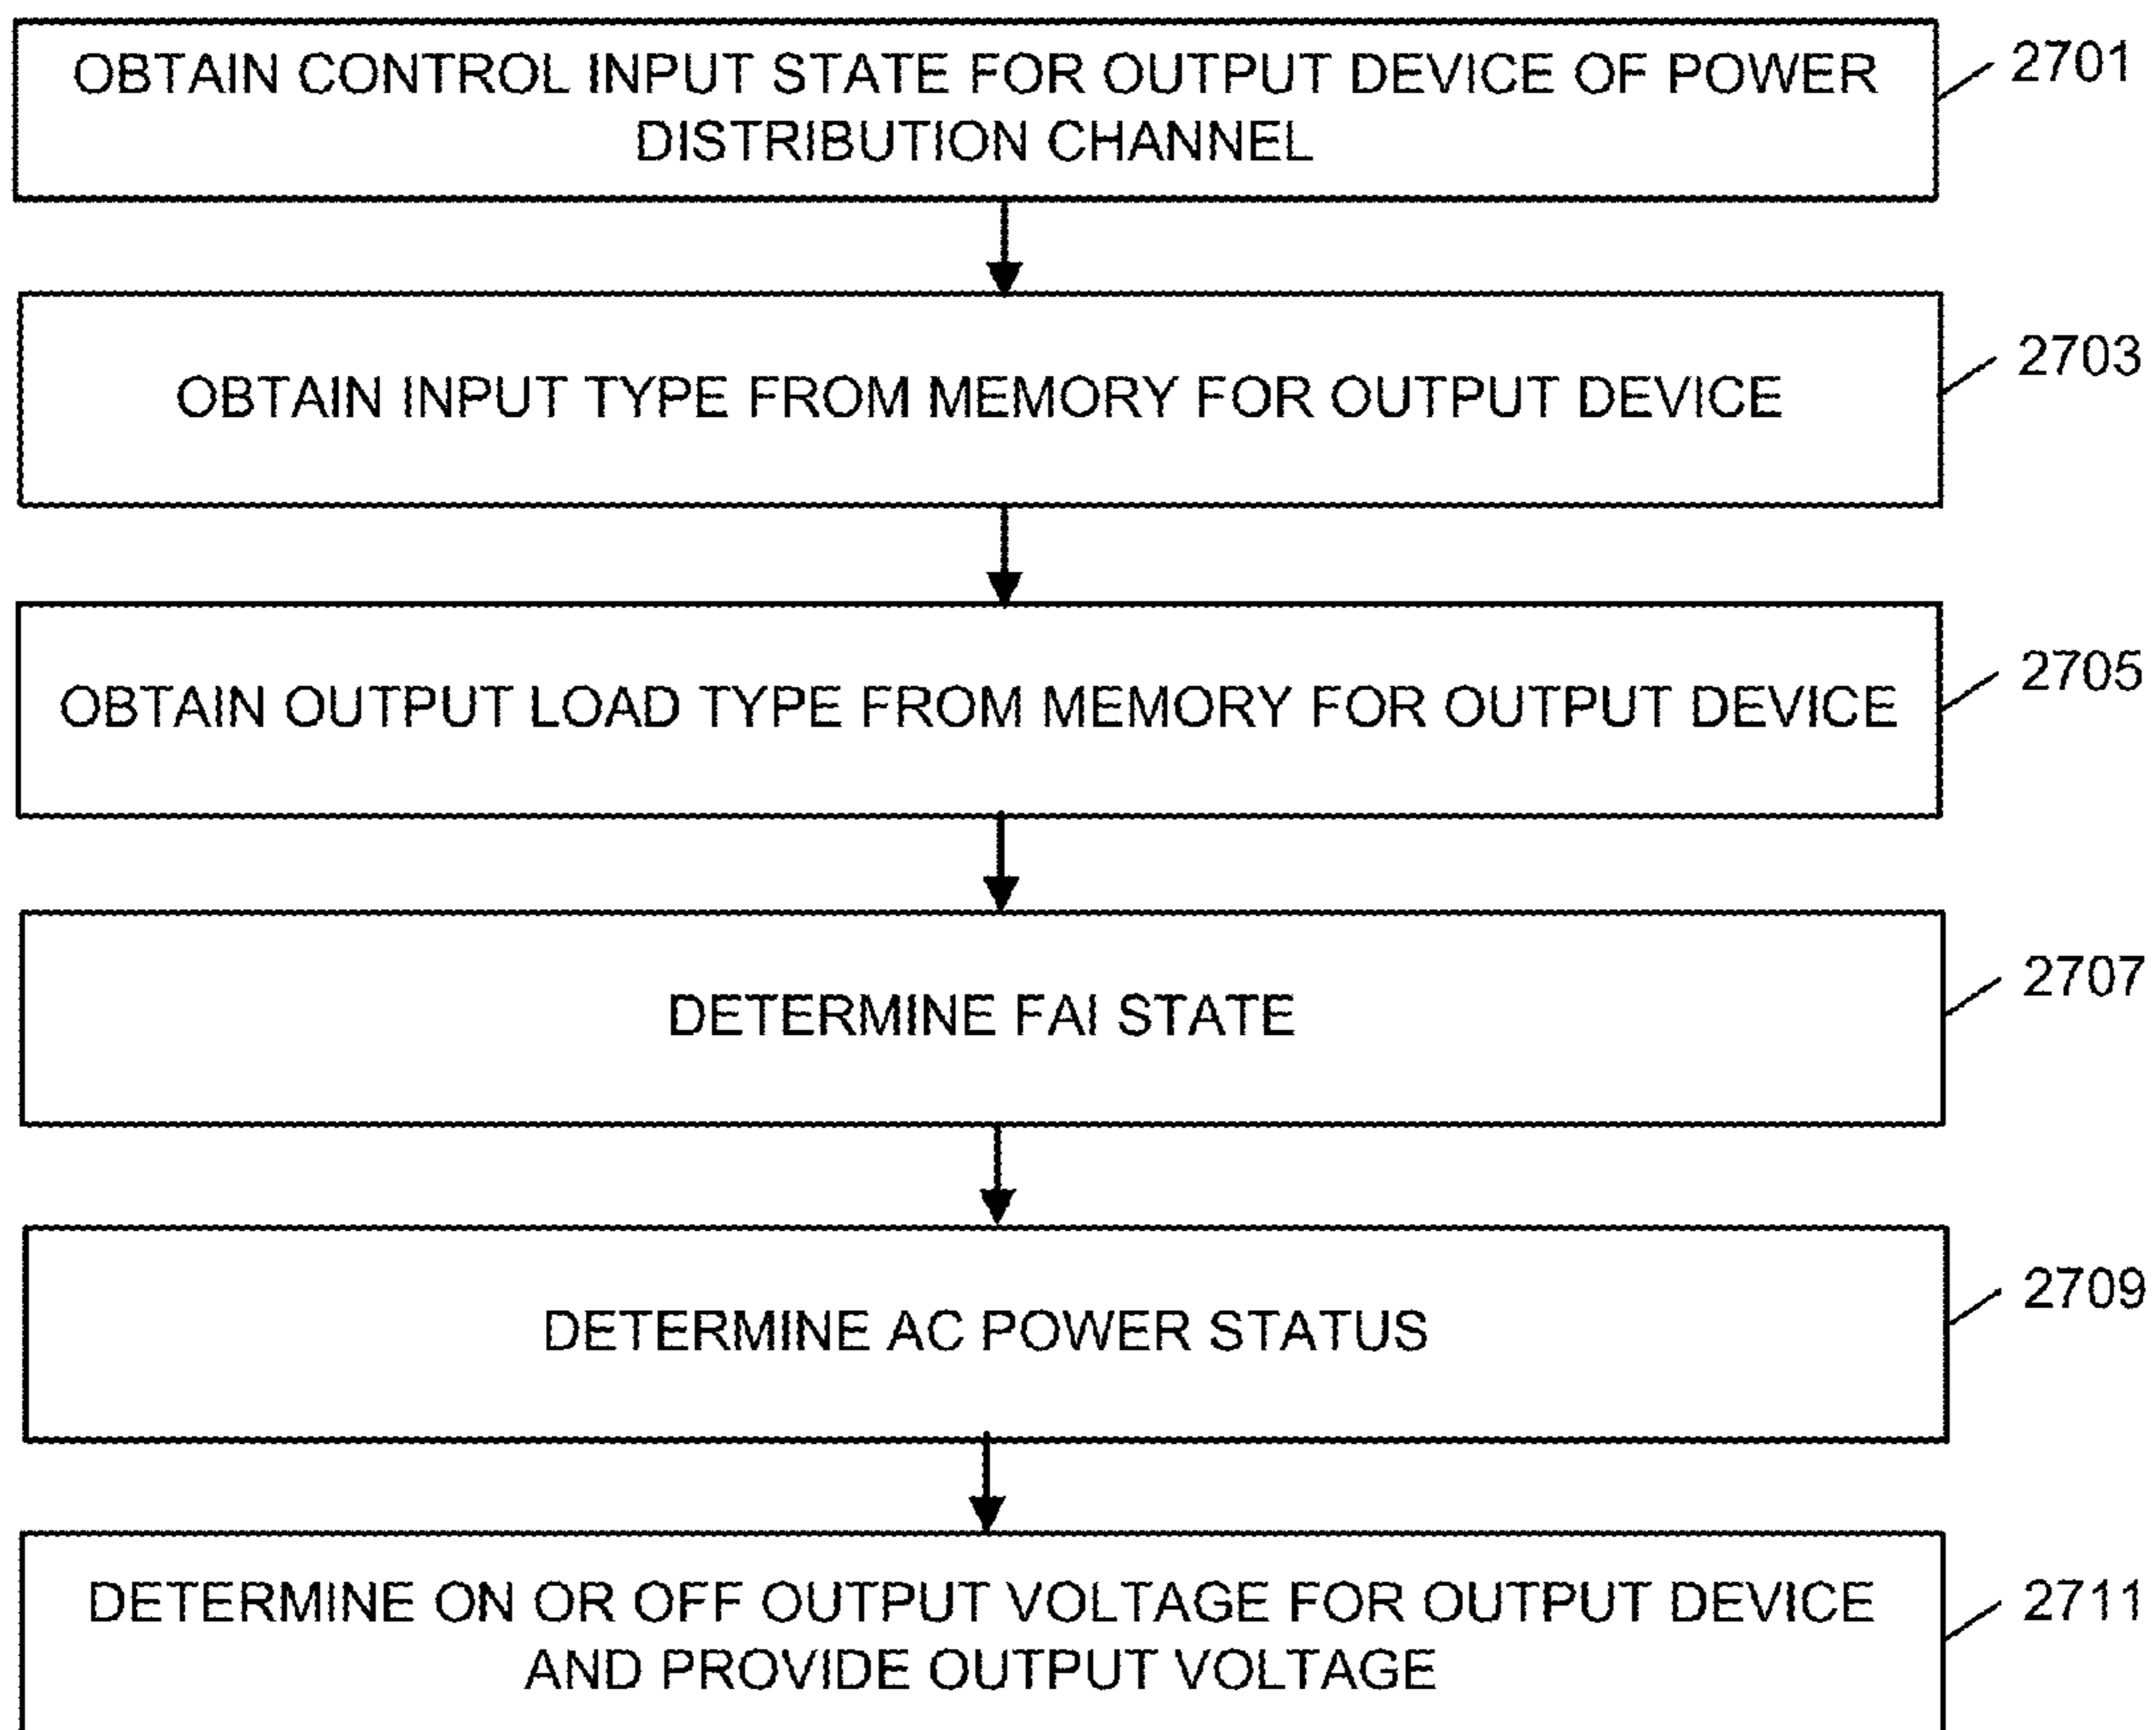 OBTAIN CONTROL INPUT STATE FOR OUTPUT DEVICE OF POWER
DISTRIBUTION CHANNEL
2701
OBTAIN INPUT TYPE FROM MEMORY FOR OUTPUT DEVICE
2703
OBTAIN OUTPUT LOAD TYPE FROM MEMORY FOR OUTPUT DEVICE
2705
DETERMINE FAI STATE
2707
DETERMINE AC POWER STATUS
2709
DETERMINE ON OR OFF OUTPUT VOLTAGE FOR OUTPUT DEVICE
AND PROVIDE OUTPUT VOLTAGE
2711